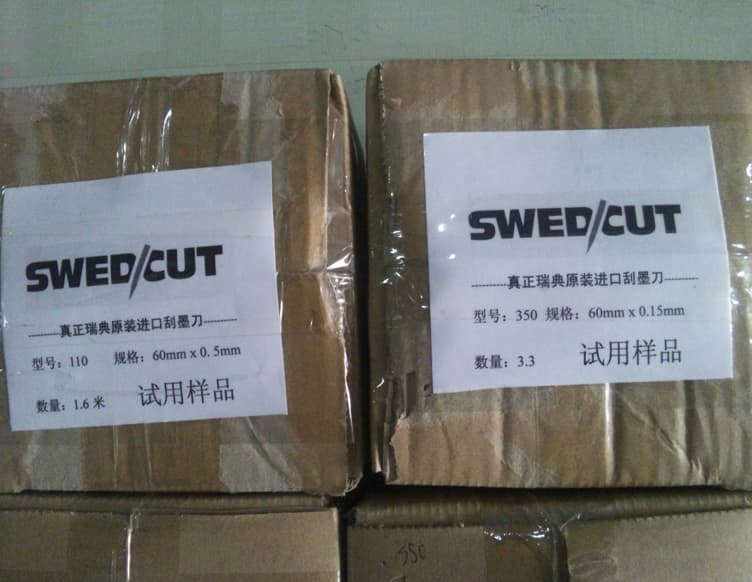 SWED/CUT
----------真正瑞典原装进口刮墨刀----------
型号：110 规格：60mm x 0. 5mm
数量：1.6 米 试用样品
SWED/CUT
----------真正瑞典原装进口刮墨刀----------
型号：350 规格：60mm x 0.15mm
数量：3.3 试用样品
350